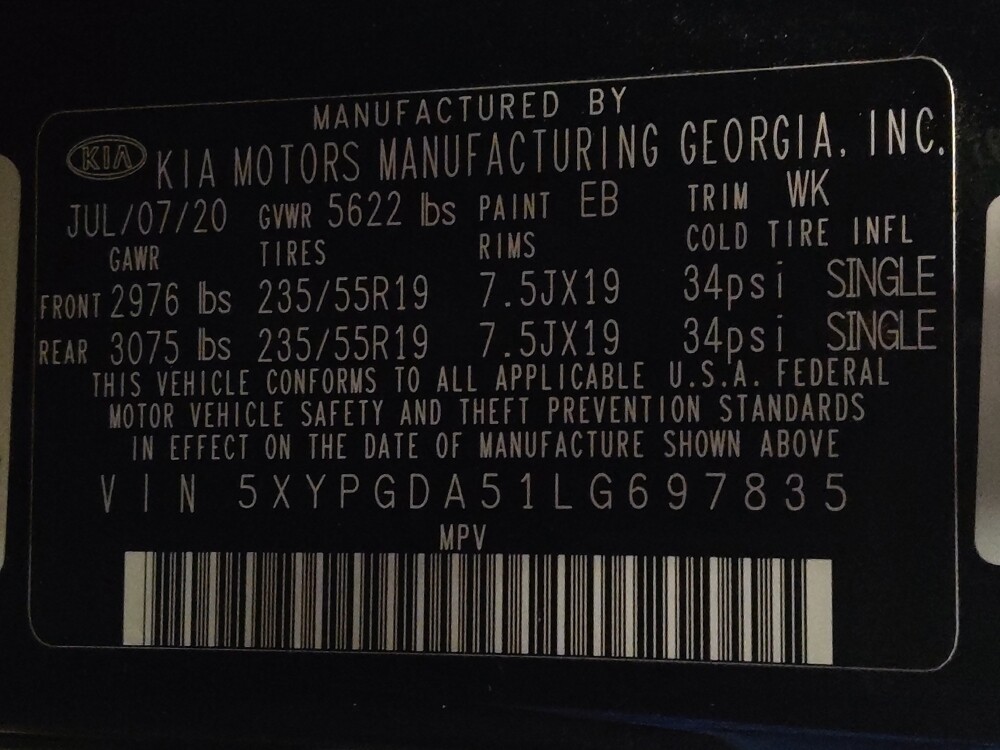 MANUFACTURED BY
KIA KIA MOTORS MANUFACTURING GEORGIA, INC.
JUL/07/20 GVWR 5622 lbs PAINT EB TRIM WK
GAWR TIRES RIMS COLD TIRE INFL
FRONT 2976 lbs 235/55R19 7.5JX19 34psi SINGLE
REAR 3075 lbs 235/55R19 7.5JX19 34psi SINGLE
THIS VEHICLE CONFORMS TO ALL APPLICABLE U.S.A. FEDERAL
MOTOR VEHICLE SAFETY AND THEFT PREVENTION STANDARDS
IN EFFECT ON THE DATE OF MANUFACTURE SHOWN ABOVE
VIN 5XYPGDA51LG697835
MPV